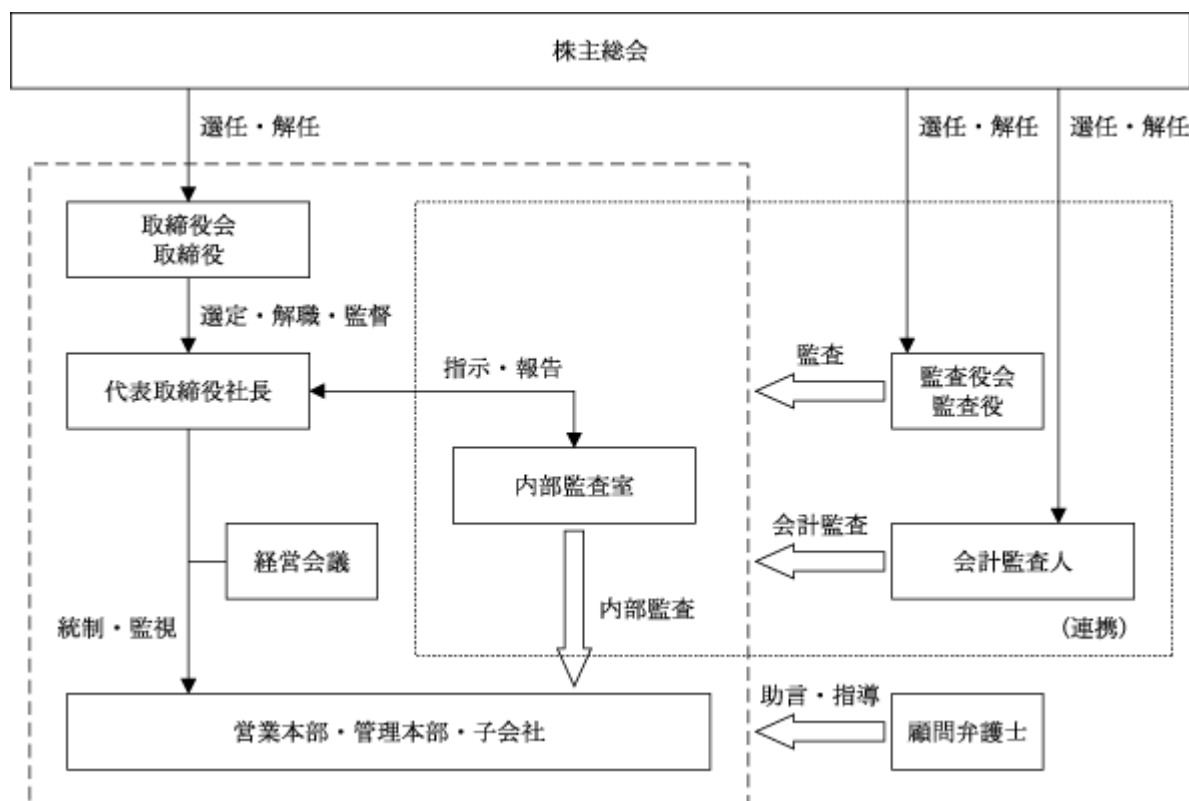 株主総会
選任・解任
選任・解任
選任・解任
取締役会
取締役
選定・解職・監督
代表取締役社長
指示・報告
監査
監査役会
監査役
内部監査室
経営会議
会計監査
会計監査人
内部監査
(連携)
統制・監視
営業本部・管理本部・子会社
助言・指導
顧問弁護士